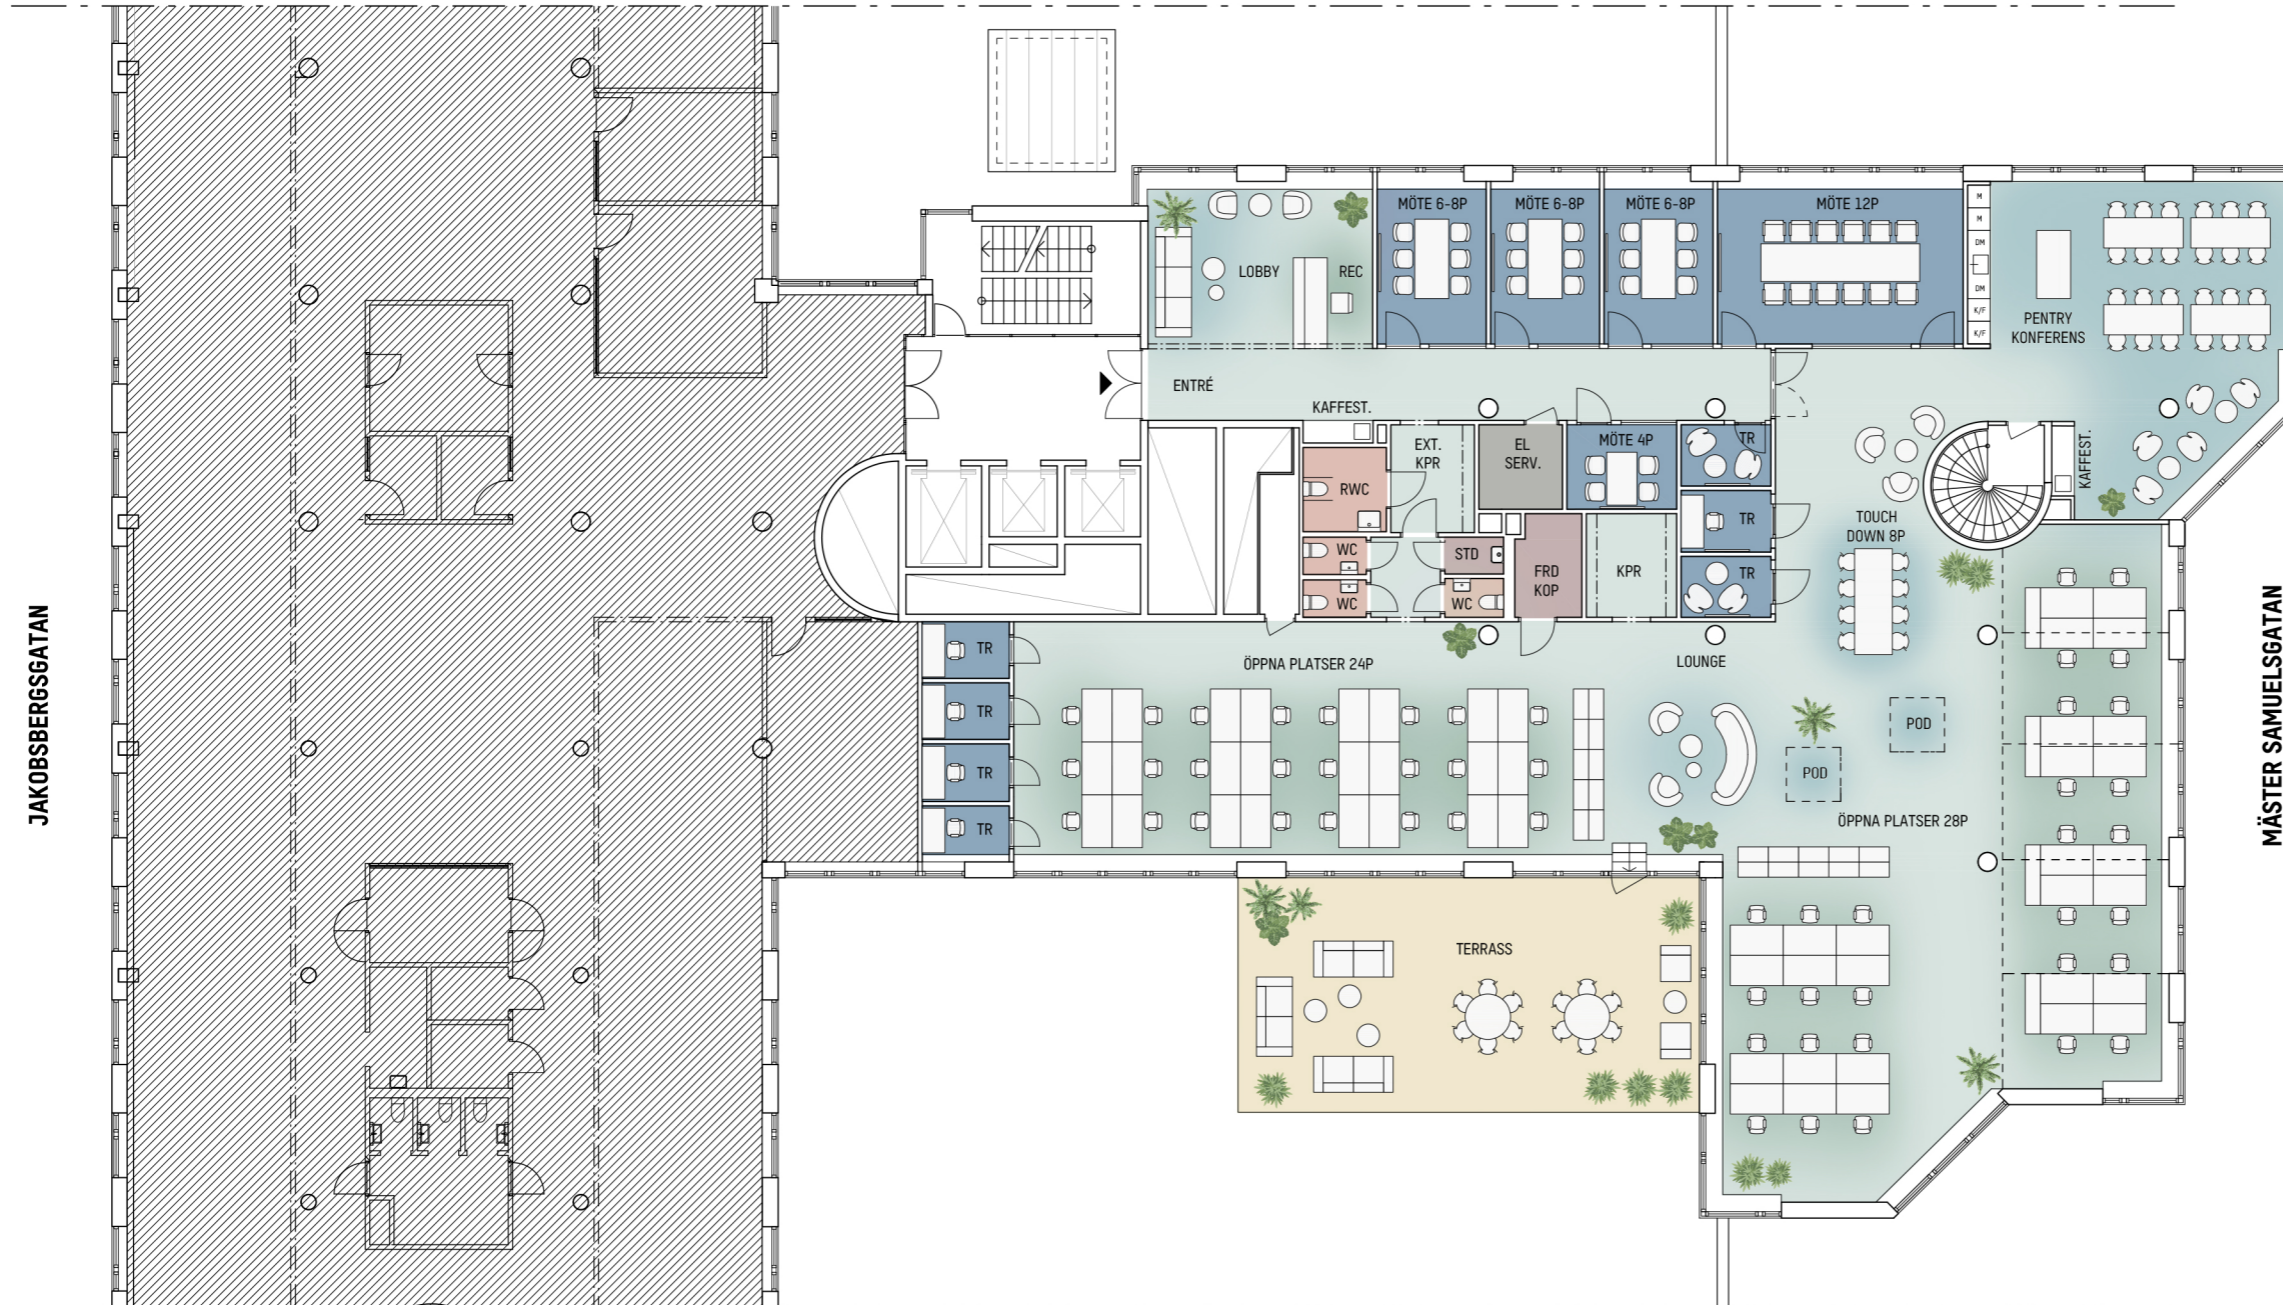 MÖTE 6-8P
MÖTE 6-8P
MÖTE 6-8P
MÖTE 12P
M
M
DM
DM
K/F
K/F
LOBBY
REC
PENTRY
KONFERENS
ENTRÉ
KAFFEST.
EXT.
KPR
EL
SERV.
MÖTE 4P
TR
KAFFEST.
RWC
TR
TOUCH
DOWN 8P
WC
STD
FRD
KOP
KPR
TR
WC
WC
JAKOBSBERGSGATAN
MÄSTER SAMUELSGATAN
TR
ÖPPNA PLATSER 24P
LOUNGE
TR
POD
TR
POD
TR
ÖPPNA PLATSER 28P
TERRASS